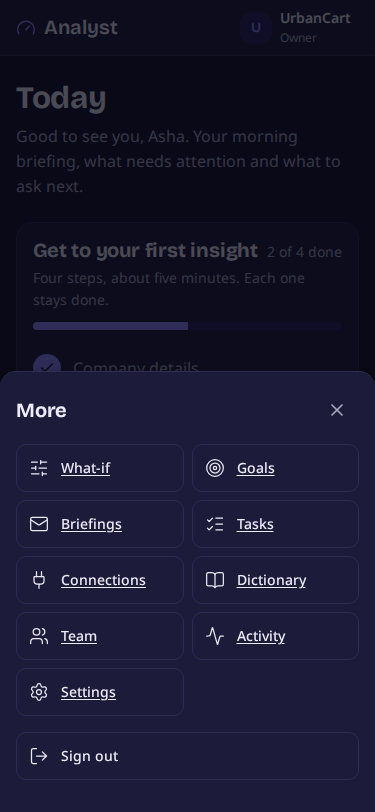 Analyst
U
UrbanCart
Owner
Today
Good to see you, Asha. Your morning
briefing, what needs attention and what to
ask next.
Get to your first insight
2 of 4 done
Four steps, about five minutes. Each one
stays done.
Company details
More
What-if
Goals
Briefings
Tasks
Connections
Dictionary
Team
Activity
Settings
Sign out